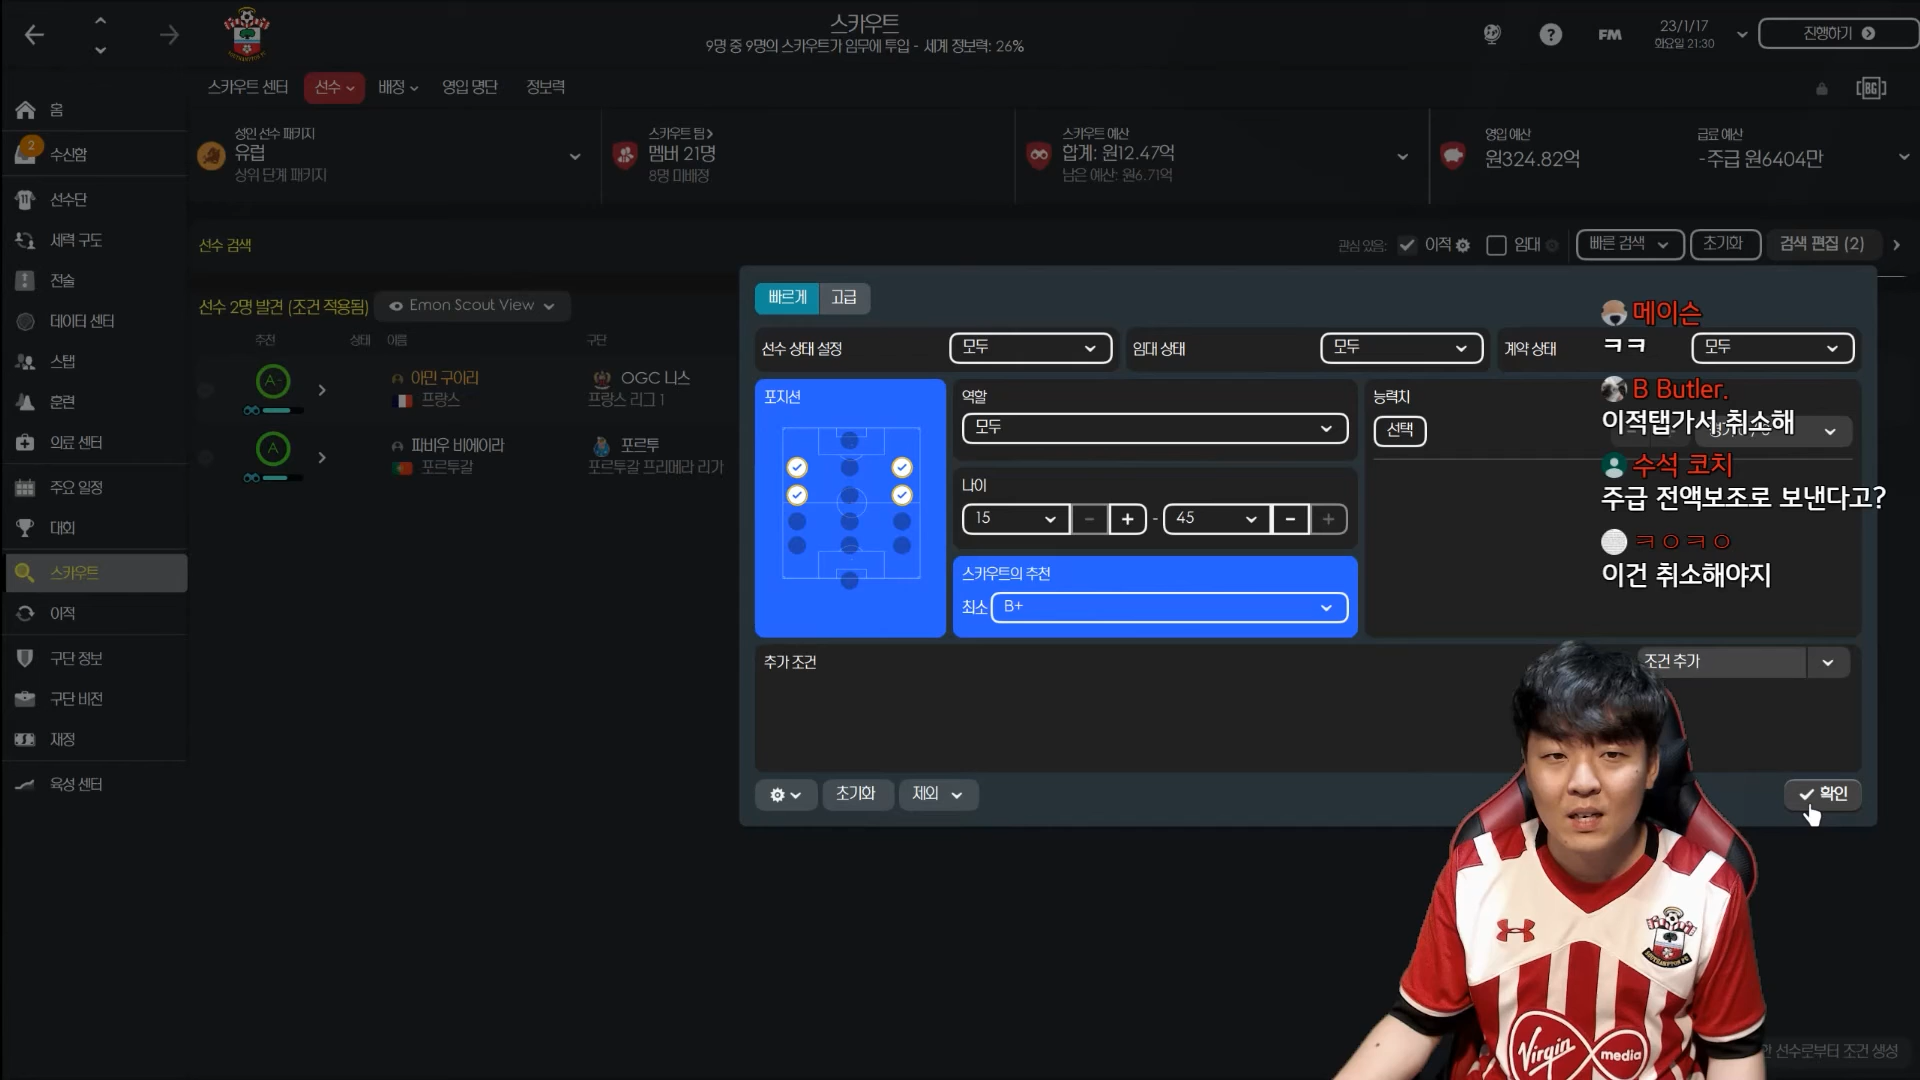 스카우트
9명 중 9명의 스카우트가 임무에 투입 - 세계 정보력: 26%
FM
23/1/17
화요일 21:30
진행하기
스카우트 센터
선수
배정
영입 명단
정보력
홈
2
수신함
선수단
세력 구도
전술
데이터 센터
스탭
훈련
의료 센터
주요 일정
대회
스카우트
이적
구단 정보
구단 비전
재정
육성 센터
성인 선수 패키지
유럽
상위 단계 패키지
스카우트 팀
멤버 21명
8명 미배정
스카우트 예산
합계: 원12.47억
남은 예산: 원6.71억
영입 예산
원324.82억
급료 예산
-주급 원6404만
선수 검색
관심 있음:
이적
임대
빠른 검색
초기화
검색 편집 (2)
선수 2명 발견 (조건 적용됨)
Emon Scout View
추천
상태
이름
구단
A-
아민 구이리
프랑스
OGC 니스
프랑스 리그 1
A
파비우 비에이라
포르투갈
포르투
포르투갈 프리메라 리가
빠르게
고급
선수 상태 설정
모두
임대 상태
모두
계약 상태
모두
포지션
역할
모두
나이
15
-
45
스카우트의 추천
최소
B+
능력치
선택
추가 조건
조건 추가
초기화
제외
확인
메이슨
ㅋㅋ
B Butler.
이적탭가서 취소해
수석 코치
주급 전액보조로 보낸다고?
ㅋㅇㅋㅇ
이건 취소해야지
SOUTHAMPTON FC
Virgin
media
선수로부터 조건 생성